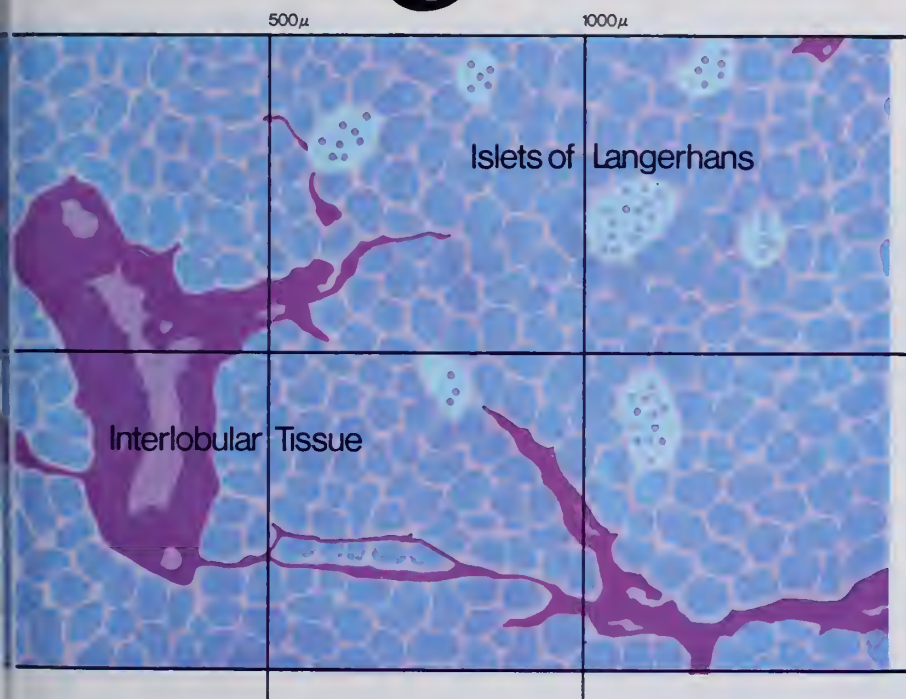 500μ 1000μ
Islets of Langerhans
Interlobular Tissue